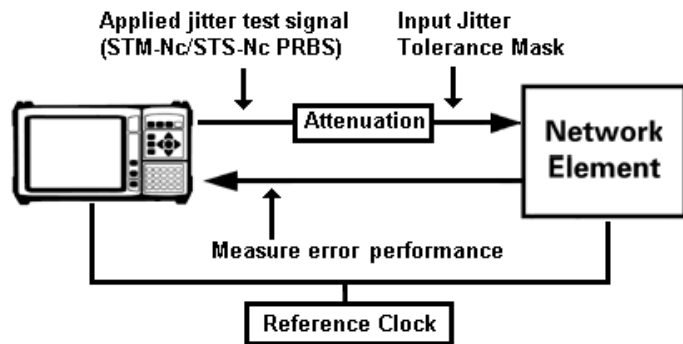 Applied jitter test signal
(STM-Nc/STS-Nc PRBS)
Input Jitter
Tolerance Mask
Attenuation
Network
Element
Measure error performance
Reference Clock